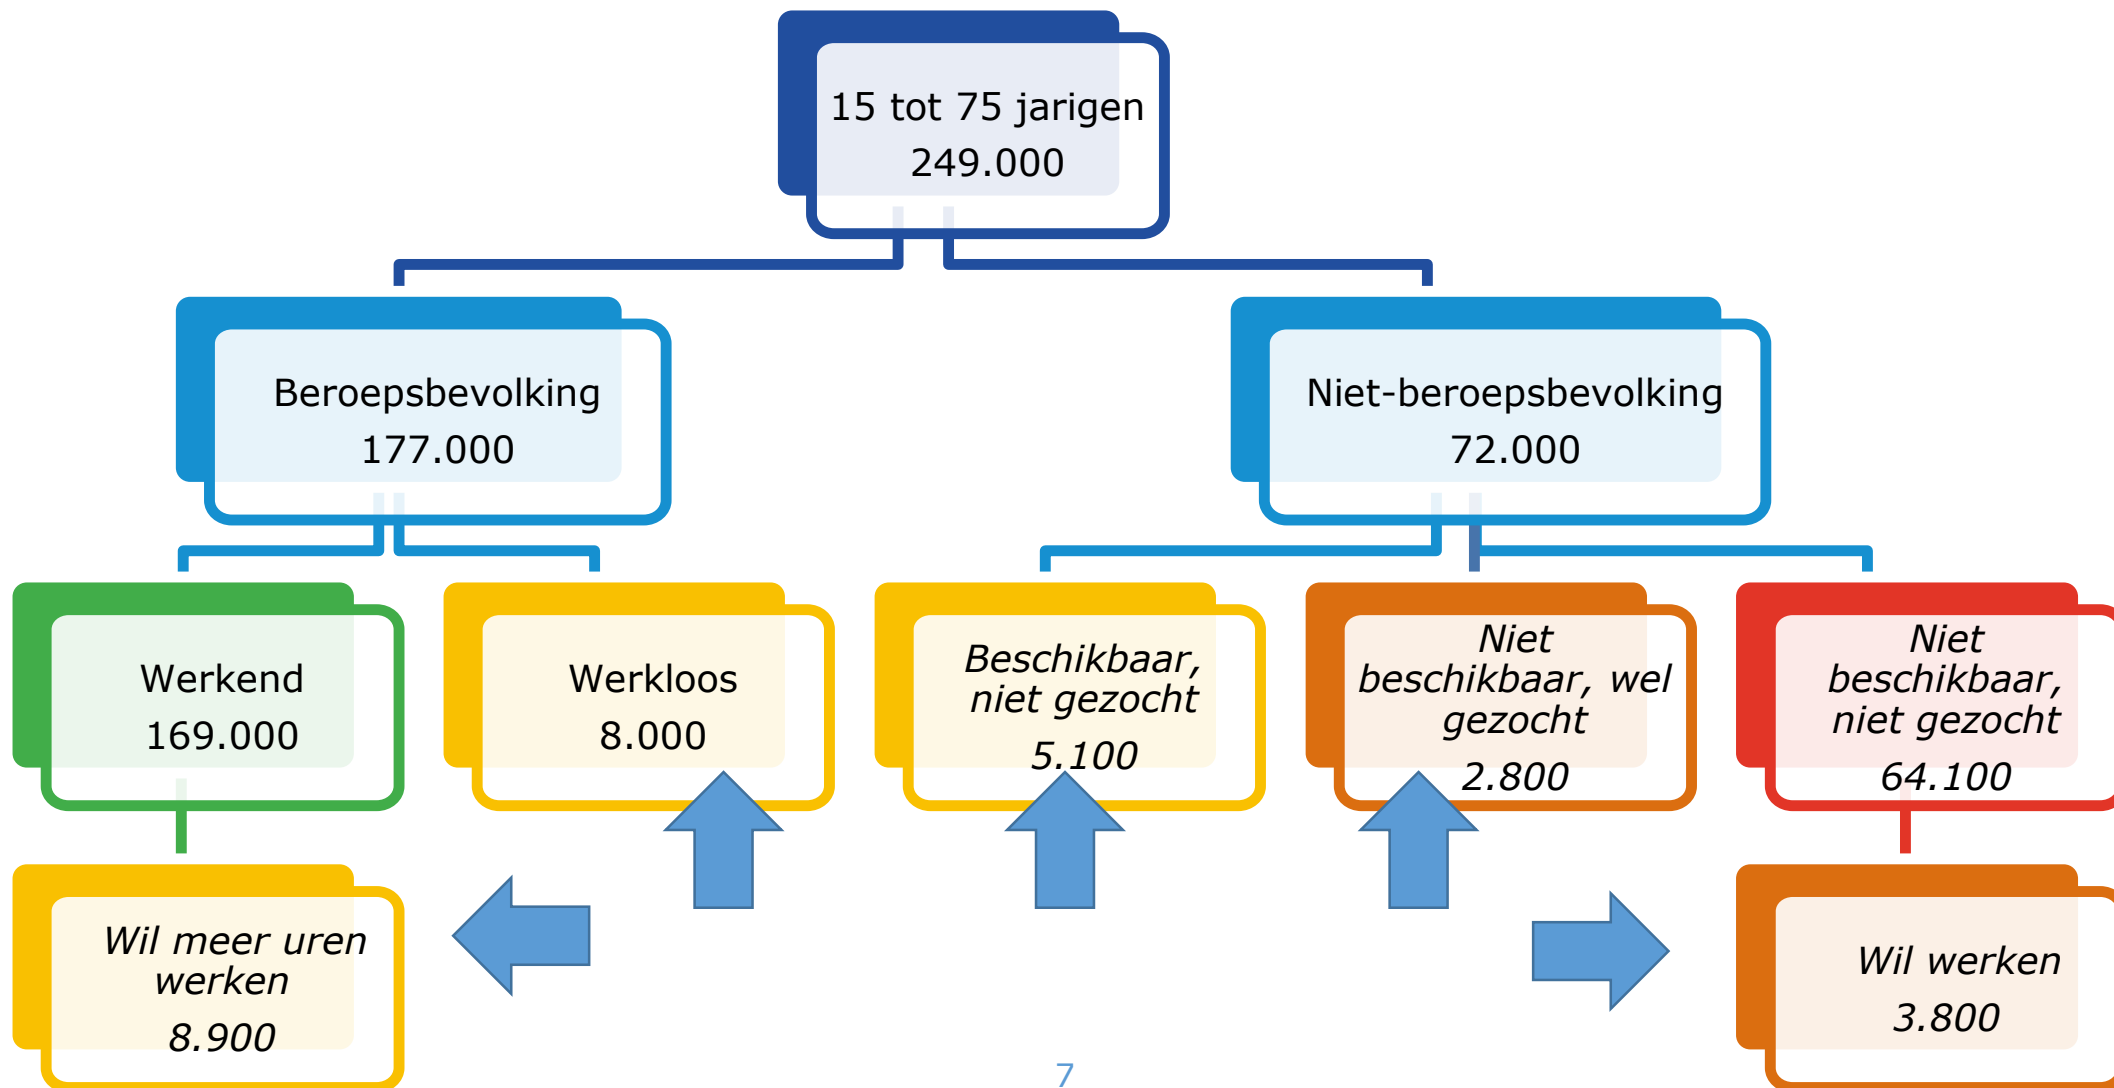 15 tot 75 jarigen
249.000
Beroepsbevolking
177.000
Niet-beroepsbevolking
72.000
Werkend
169.000
Werkloos
8.000
Beschikbaar,
niet gezocht
5.100
Niet
beschikbaar, wel
gezocht
2.800
Niet
beschikbaar,
niet gezocht
64.100
Wil meer uren
werken
8.900
Wil werken
3.800
7